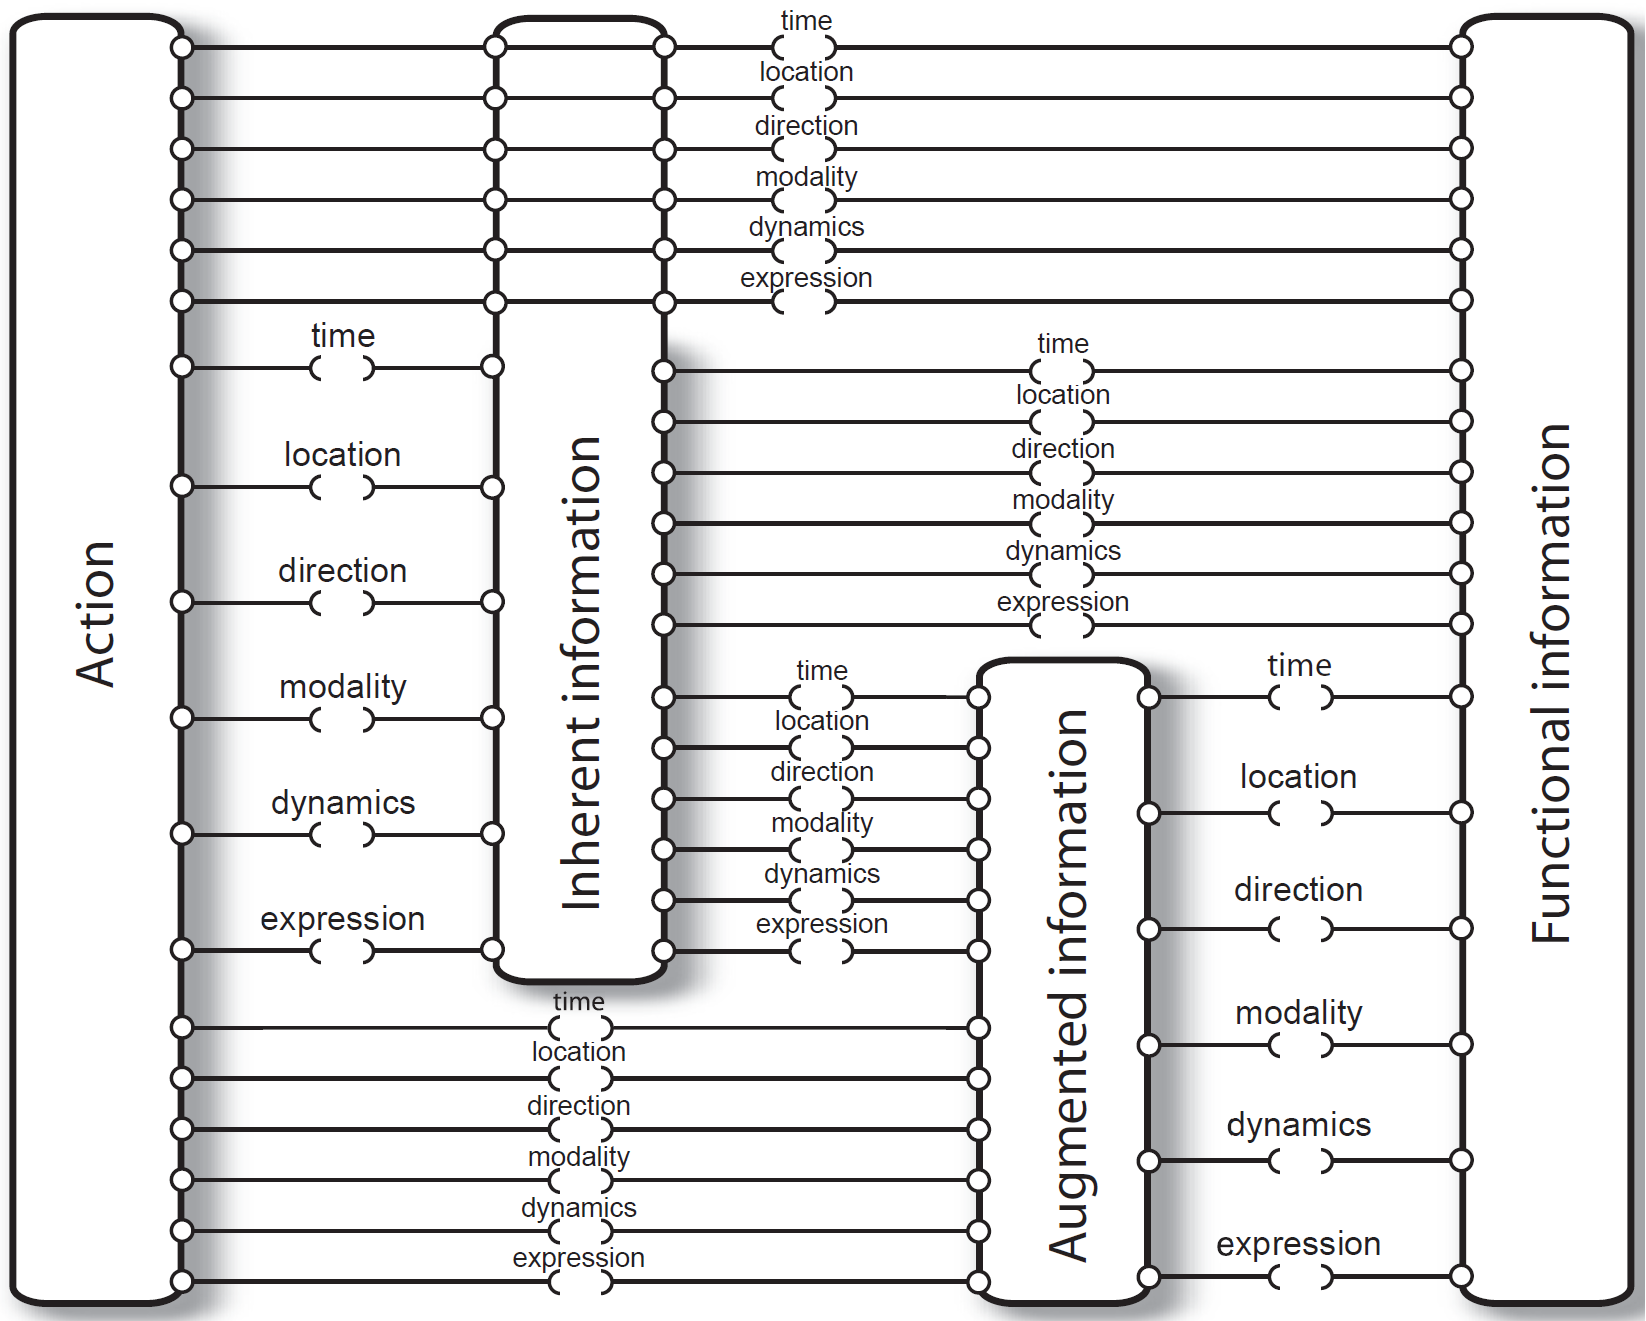 Action
time
location
direction
modality
dynamics
expression
time
location
direction
modality
dynamics
expression
Inherent information
time
location
direction
modality
dynamics
expression
time
location
direction
modality
dynamics
expression
time
location
direction
modality
dynamics
expression
Augmented information
time
location
direction
modality
dynamics
expression
Functional information